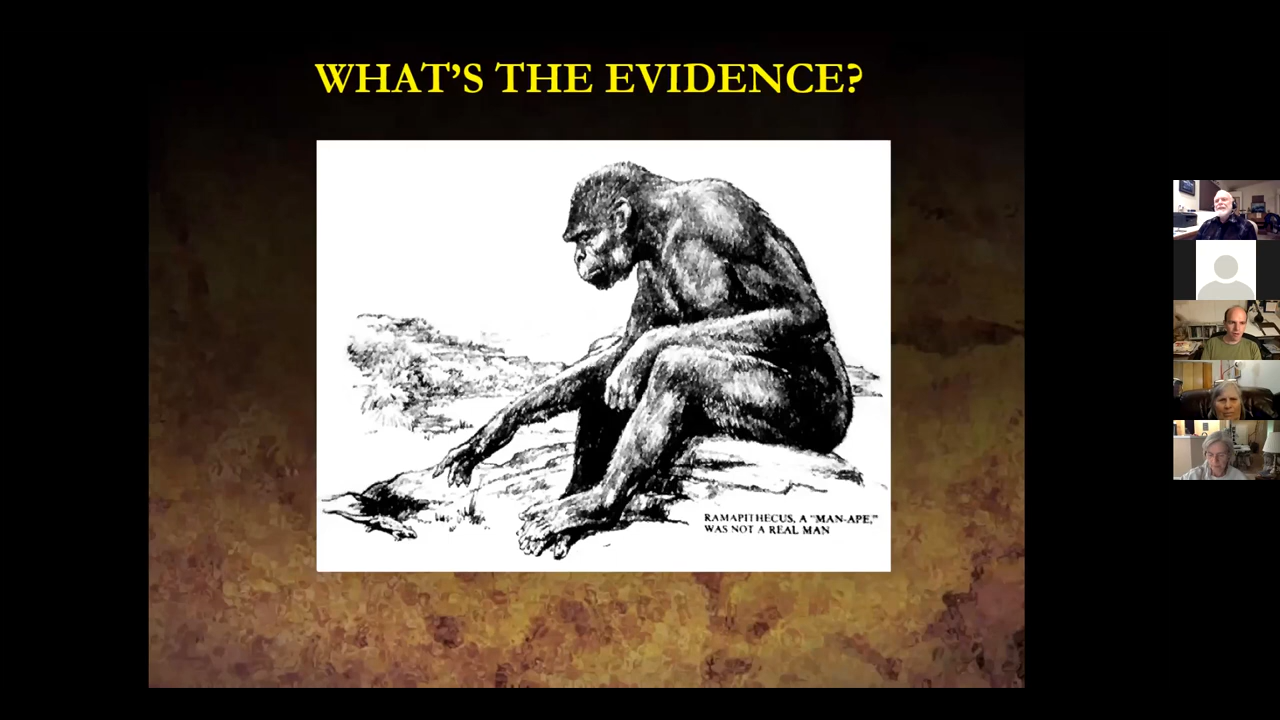 WHAT'S THE EVIDENCE?
RAMAPITHECUS, A "MAN-APE,"
WAS NOT A REAL MAN